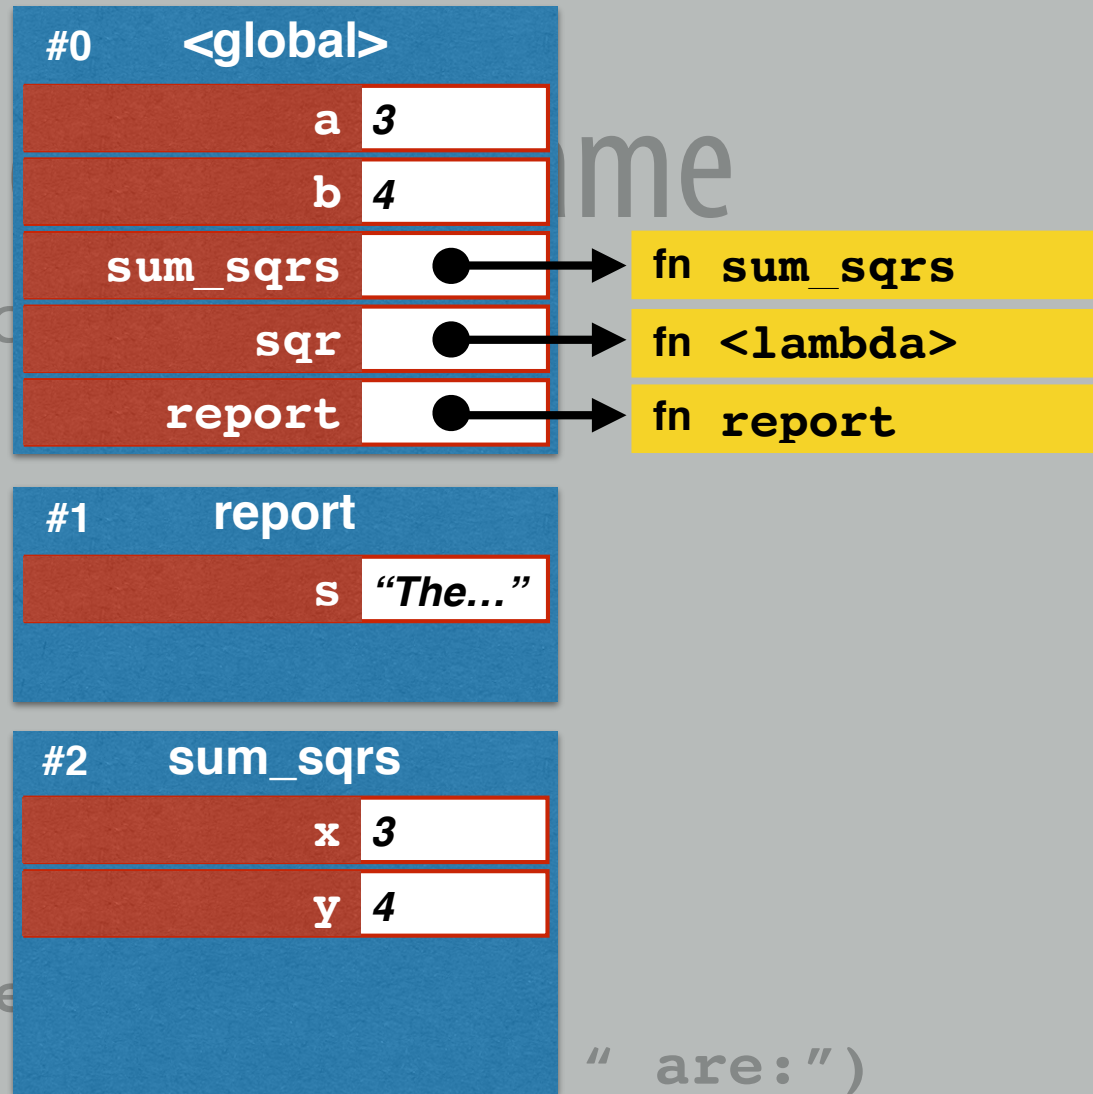 #0 <global>
a 3
b 4
ame
sum_sqrs fn sum_sqrs
sqr fn <lambda>
report fn report
#1 report
s “The…”
#2 sum_sqrs
x 3
y 4
“ are:”)